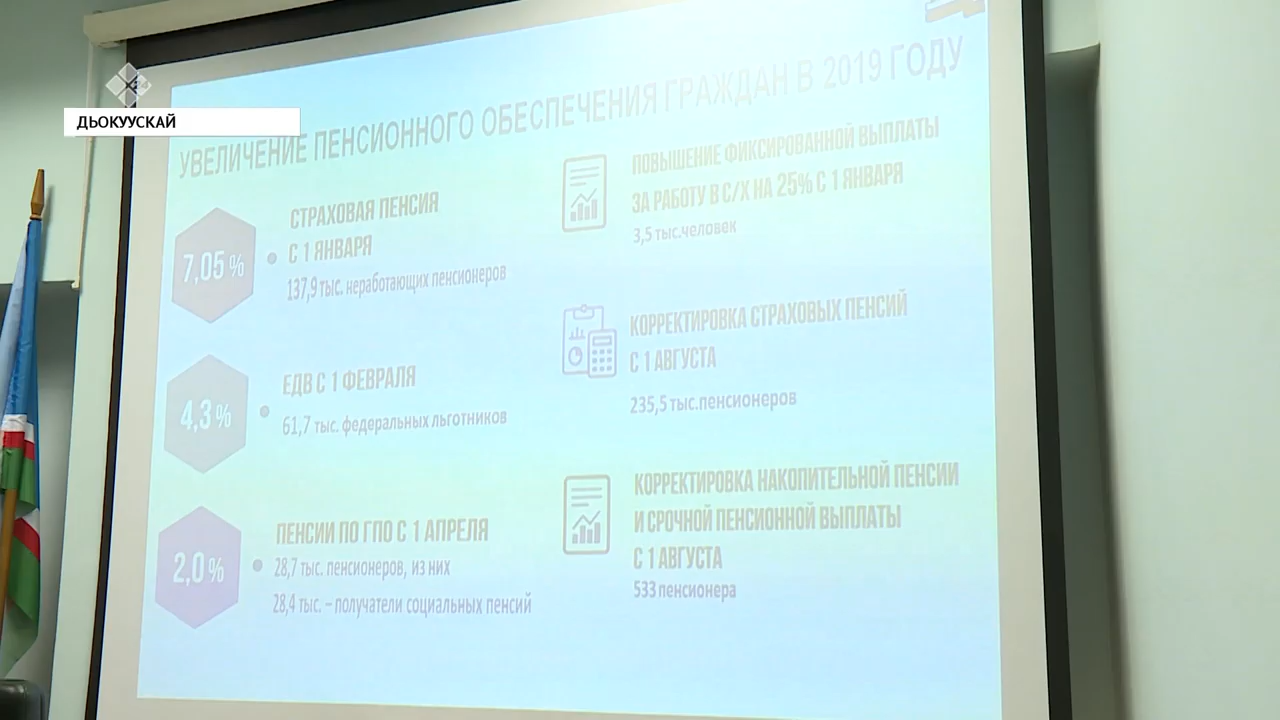 ДЬОКУУСКАЙ
УВЕЛИЧЕНИЕ ПЕНСИОННОГО ОБЕСПЕЧЕНИЯ ГРАЖДАН В 2019 ГОДУ
7,05 %
СТРАХОВАЯ ПЕНСИЯ
С 1 ЯНВАРЯ
137,9 тыс. неработающих пенсионеров
4,3 %
ЕДВ С 1 ФЕВРАЛЯ
61,7 тыс. федеральных льготников
2,0 %
ПЕНСИИ ПО ГПО С 1 АПРЕЛЯ
28,7 тыс. пенсионеров, из них
28,4 тыс. – получатели социальных пенсий
ПОВЫШЕНИЕ ФИКСИРОВАННОЙ ВЫПЛАТЫ
ЗА РАБОТУ В С/Х НА 25% С 1 ЯНВАРЯ
3,5 тыс.человек
КОРРЕКТИРОВКА СТРАХОВЫХ ПЕНСИЙ
С 1 АВГУСТА
235,5 тыс.пенсионеров
КОРРЕКТИРОВКА НАКОПИТЕЛЬНОЙ ПЕНСИИ
И СРОЧНОЙ ПЕНСИОННОЙ ВЫПЛАТЫ
С 1 АВГУСТА
533 пенсионера